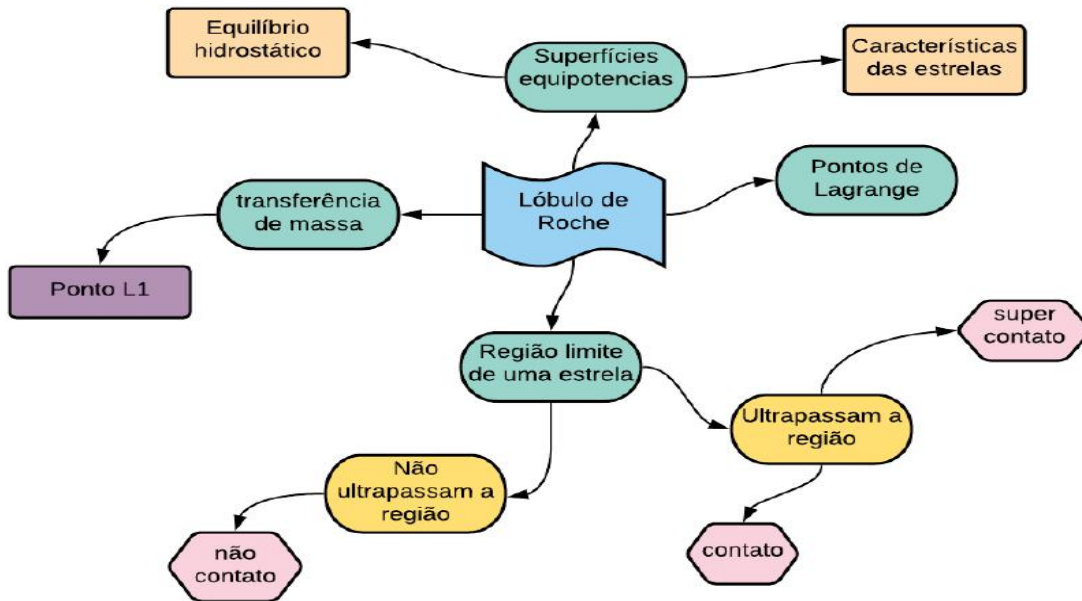 Equilíbrio
hidrostático
Superfícies
equipotencias
Características
das estrelas
transferência
de massa
Lóbulo de
Roche
Pontos de
Lagrange
Ponto L1
Região limite
de uma estrela
super
contato
Ultrapassam a
região
Não
ultrapassam a
região
não
contato
contato